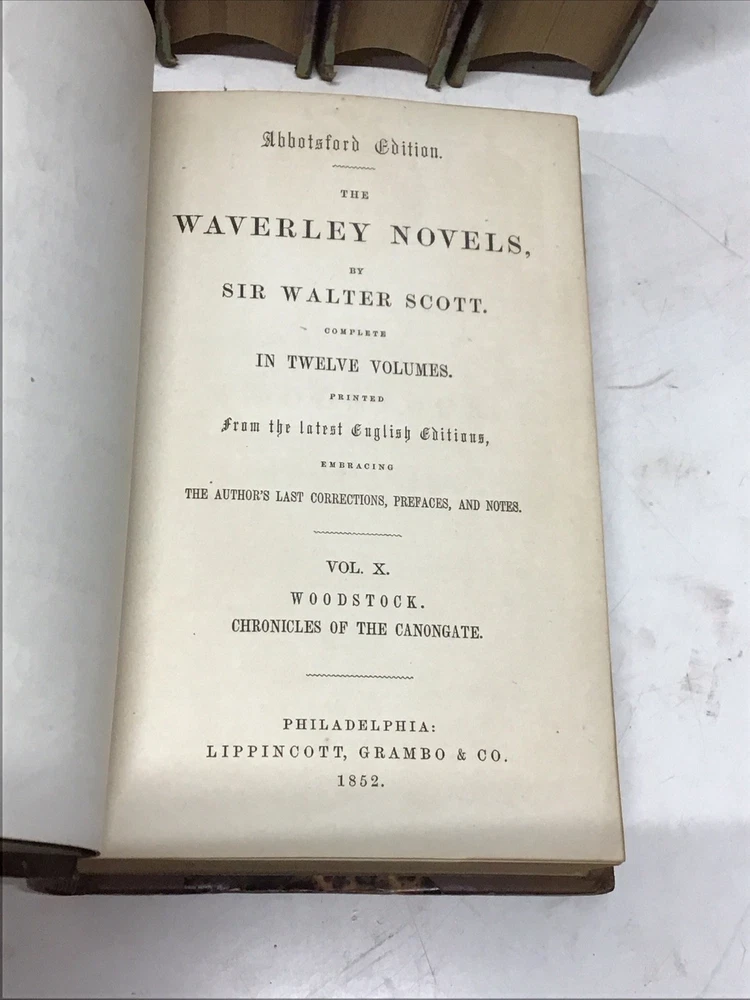 Abbotsford Edition.
THE
WAVERLEY NOVELS,
BY
SIR WALTER SCOTT.
COMPLETE
IN TWELVE VOLUMES.
PRINTED
From the latest English Editions,
EMBRACING
THE AUTHOR'S LAST CORRECTIONS, PREFACES, AND NOTES.
VOL. X.
WOODSTOCK.
CHRONICLES OF THE CANONGATE.
PHILADELPHIA:
LIPPINCOTT, GRAMBO & CO.
1852.